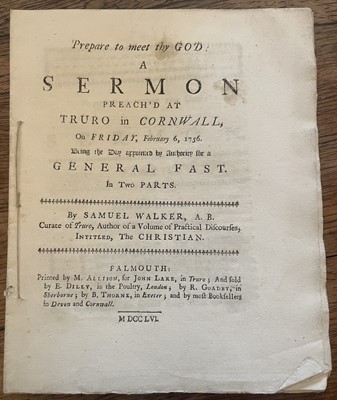 Prepare to meet thy GOD:
A
SERMON
PREACH'D AT
TRURO in CORNWALL,
On FRIDAY, February 6, 1756.
Being the Day appointed by Authority for a
GENERAL FAST.
In Two PARTS.
By SAMUEL WALKER, A. B.
Curate of Truro, Author of a Volume of Practical Discourses,
INTITLED, The CHRISTIAN.
FALMOUTH:
Printed by M. ALLISON, for JOHN LAKE, in Truro; And sold
by E. DILLY, in the Poultry, London; by R. GOADBY, in
Sherborne; by B. THORNE, in Exeter; and by most Booksellers
in Devon and Cornwall.
M DCC LVI.